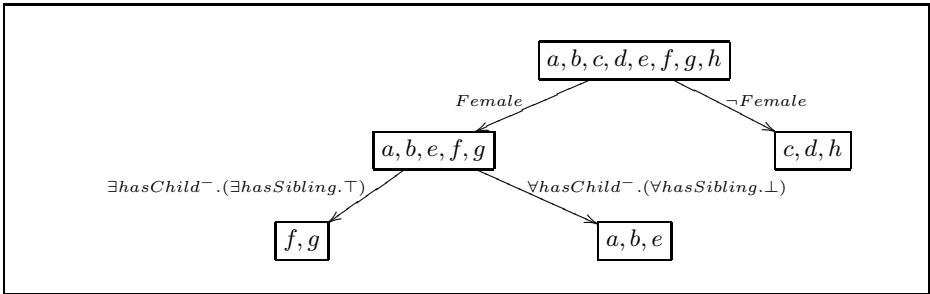 a, b, c, d, e, f, g, h
Female ¬Female
a, b, e, f, g c, d, h
∃hasChild⁻.(∃hasSibling.⊤) ∀hasChild⁻.(∀hasSibling.⊥)
f, g a, b, e